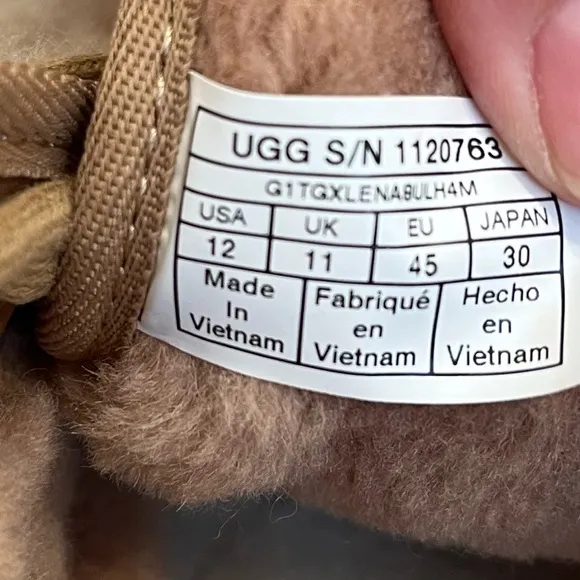 UGG S/N 1120763
G1TGXLENABULH4M
USA UK EU JAPAN
12 11 45 30
Made In Vietnam
Fabriqué en Vietnam
Hecho en Vietnam